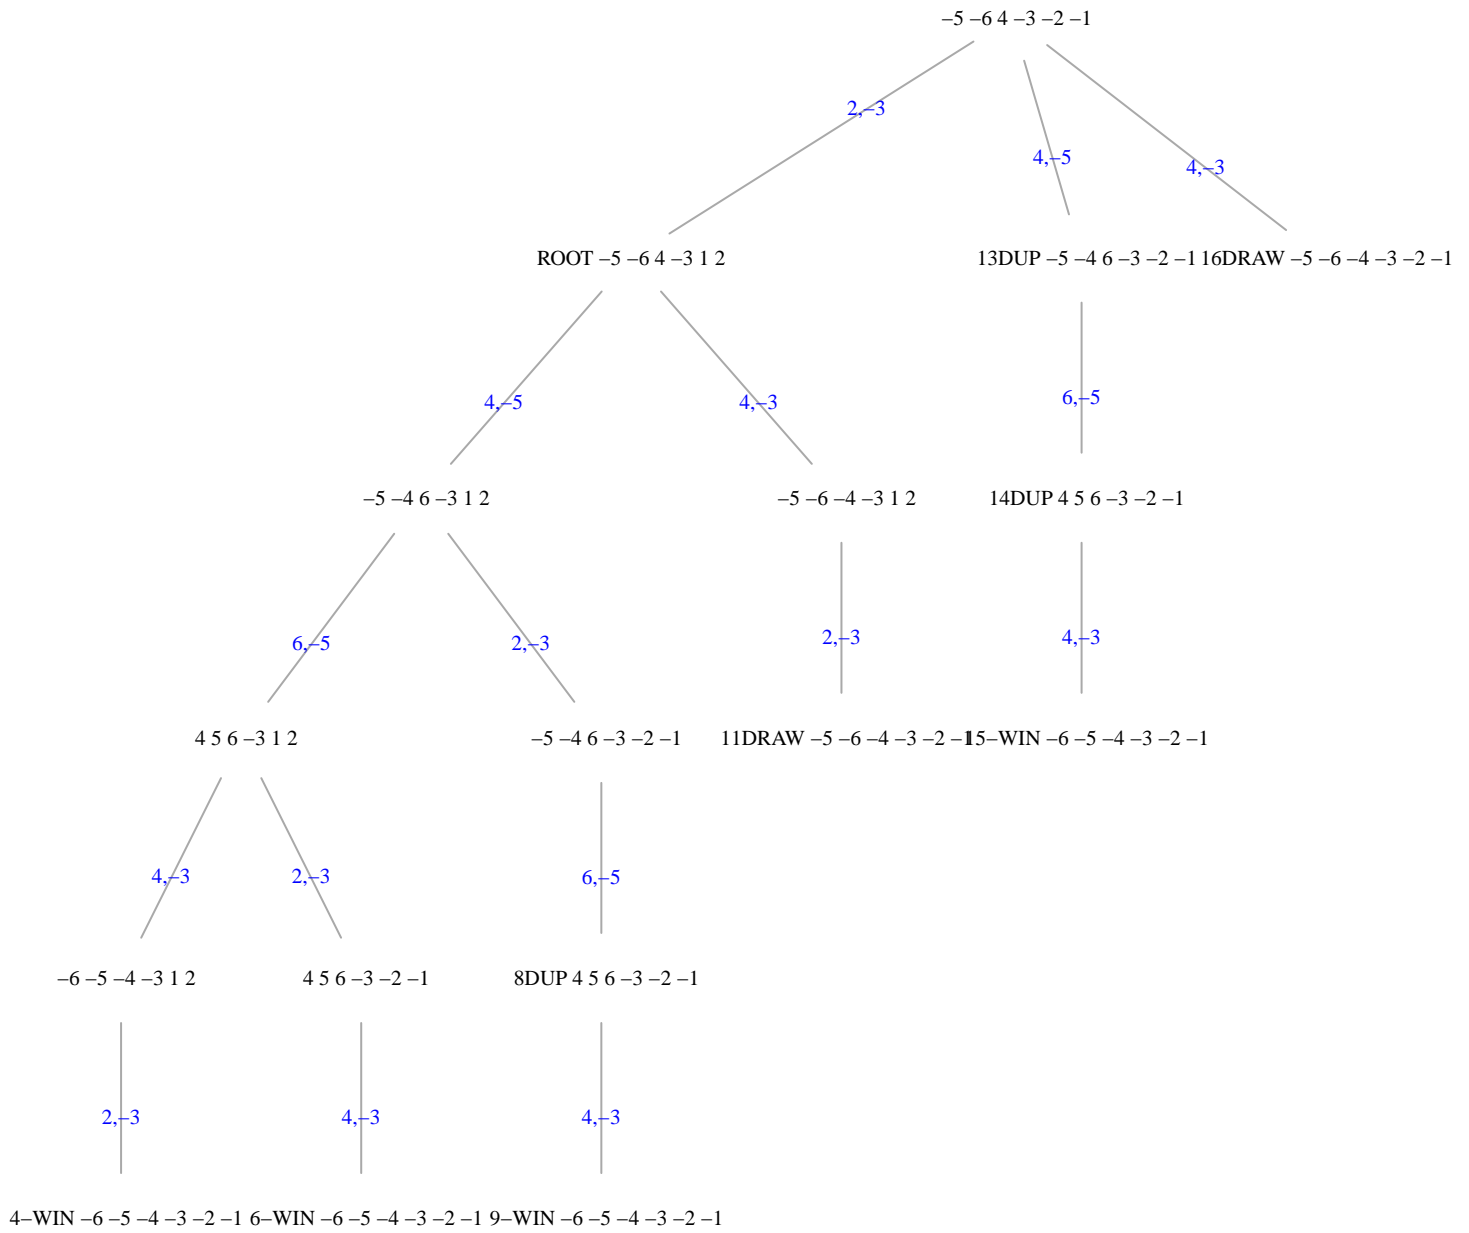 –5 –6 4 –3 –2 –1
2,–3
4,–5
4,–3
ROOT –5 –6 4 –3 1 2
13DUP –5 –4 6 –3 –2 –1
16DRAW –5 –6 –4 –3 –2 –1
4,–5
4,–3
6,–5
–5 –4 6 –3 1 2
–5 –6 –4 –3 1 2
14DUP 4 5 6 –3 –2 –1
6,–5
2,–3
2,–3
4,–3
4 5 6 –3 1 2
–5 –4 6 –3 –2 –1
11DRAW –5 –6 –4 –3 –2 –1
15–WIN –6 –5 –4 –3 –2 –1
4,–3
2,–3
6,–5
–6 –5 –4 –3 1 2
4 5 6 –3 –2 –1
8DUP 4 5 6 –3 –2 –1
2,–3
4,–3
4,–3
4–WIN –6 –5 –4 –3 –2 –1
6–WIN –6 –5 –4 –3 –2 –1
9–WIN –6 –5 –4 –3 –2 –1